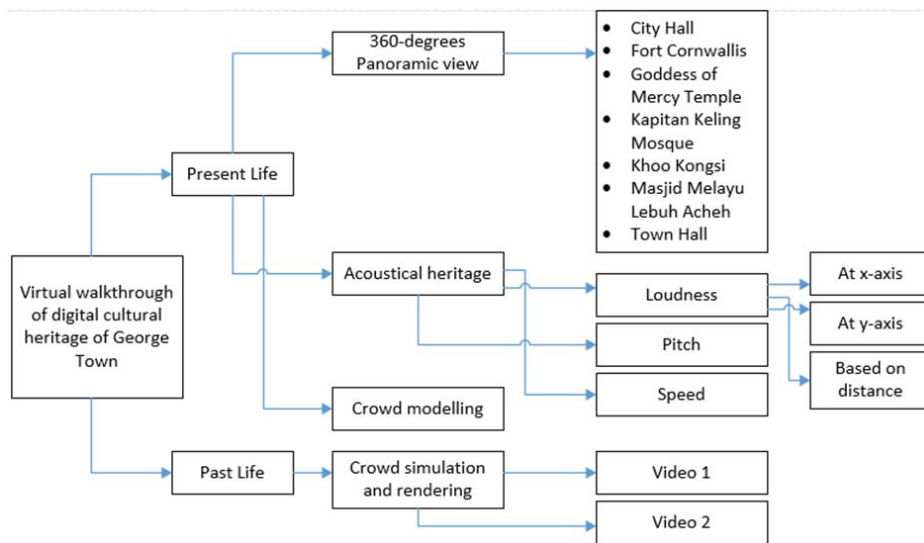 360-degrees
Panoramic view
• City Hall
• Fort Cornwallis
• Goddess of
Mercy Temple
• Kapitan Keling
Mosque
• Khoo Kongsi
• Masjid Melayu
Lebuh Acheh
• Town Hall
Present Life
Virtual walkthrough
of digital cultural
heritage of George
Town
Acoustical heritage
Loudness
At x-axis
At y-axis
Based on
distance
Pitch
Speed
Crowd modelling
Past Life
Crowd simulation
and rendering
Video 1
Video 2